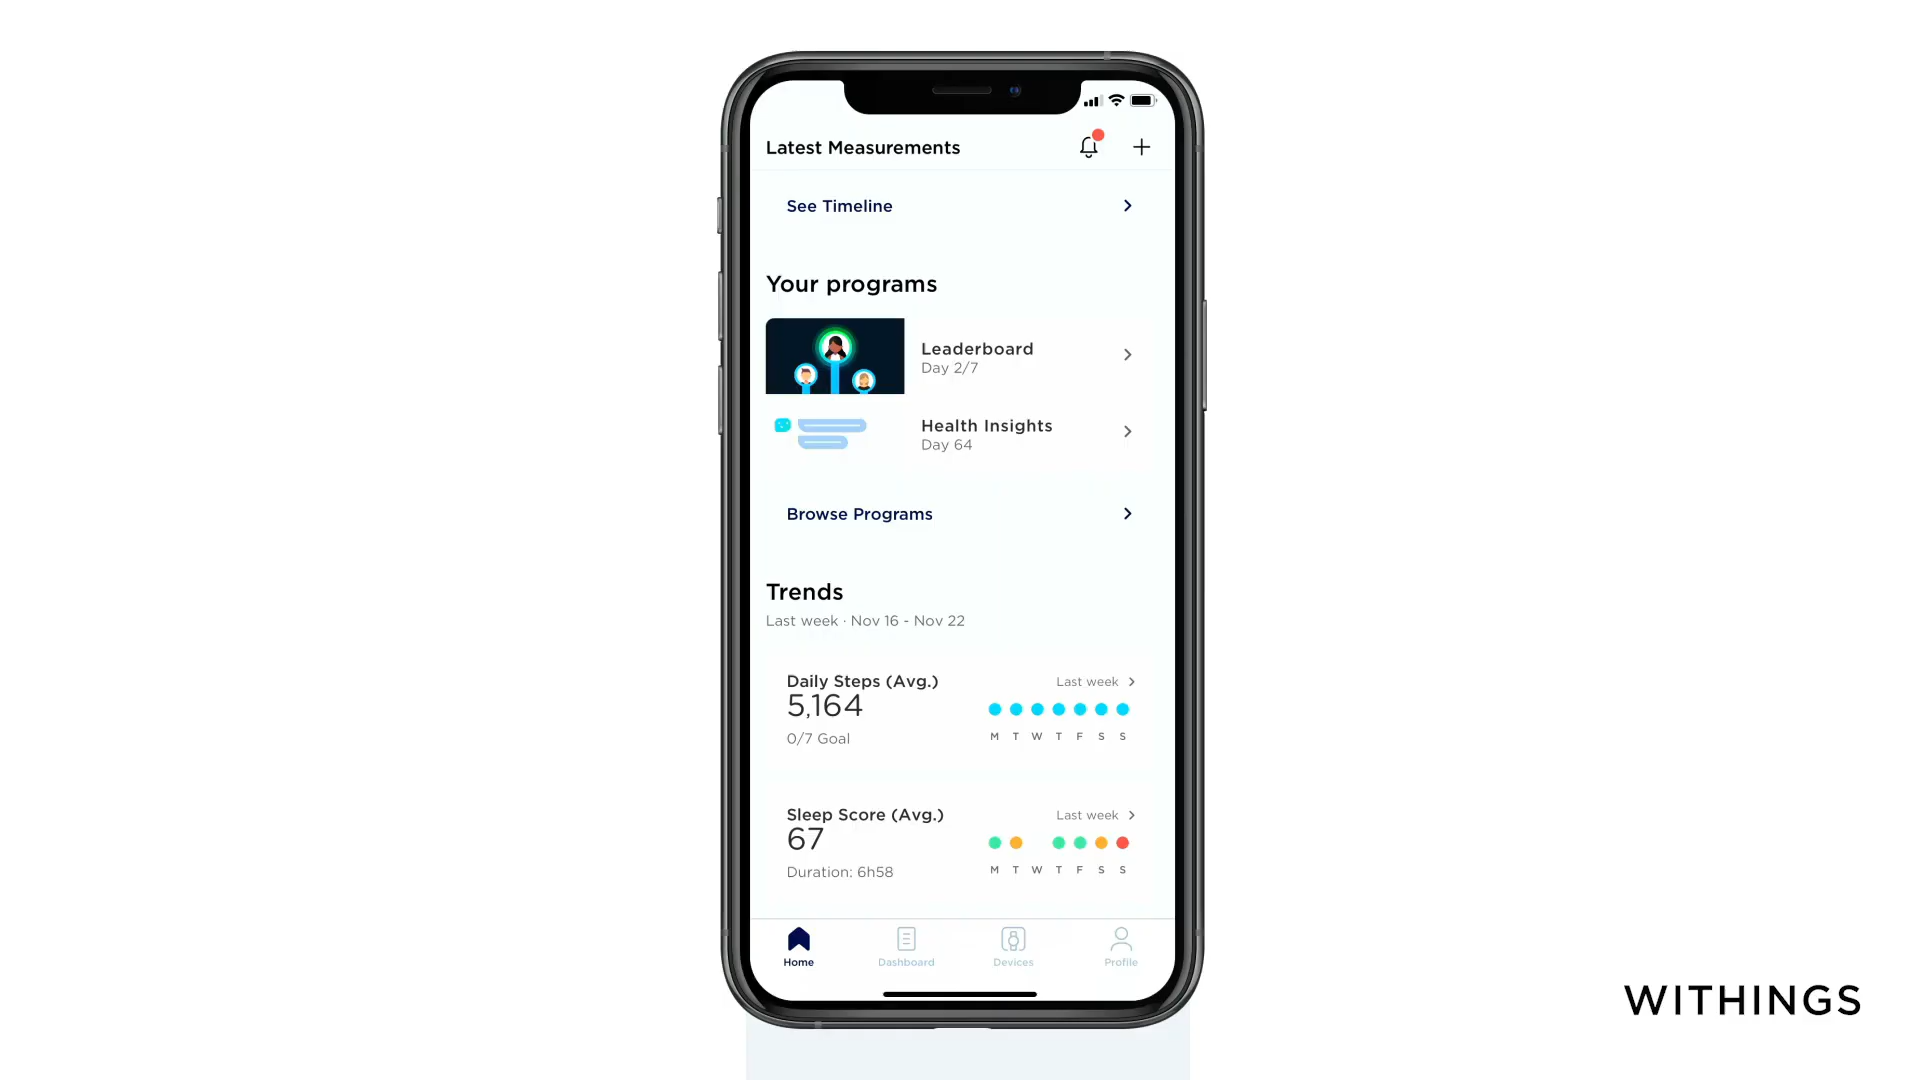 Latest Measurements
See Timeline
Your programs
Leaderboard
Day 2/7
Health Insights
Day 64
Browse Programs
Trends
Last week · Nov 16 - Nov 22
Daily Steps (Avg.)
Last week
5,164
0/7 Goal
M T W T F S S
Sleep Score (Avg.)
Last week
67
Duration: 6h58
M T W T F S S
Home
Dashboard
Devices
Profile
WITHINGS